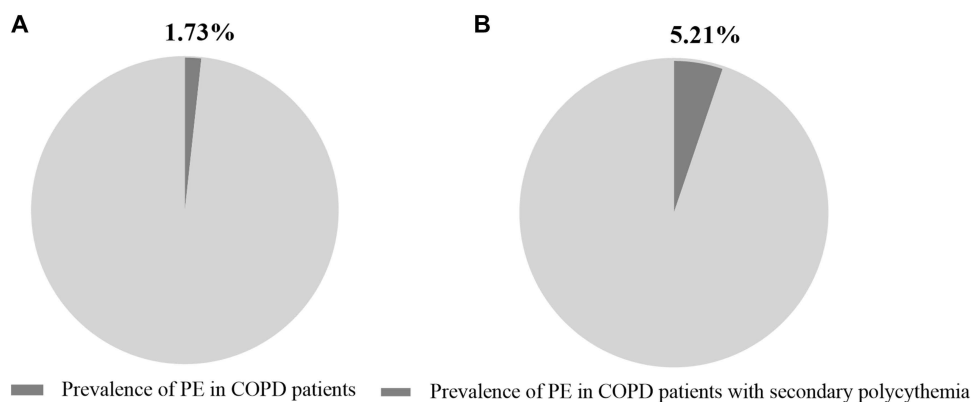 A
1.73%
B
5.21%
Prevalence of PE in COPD patients
Prevalence of PE in COPD patients with secondary polycythemia